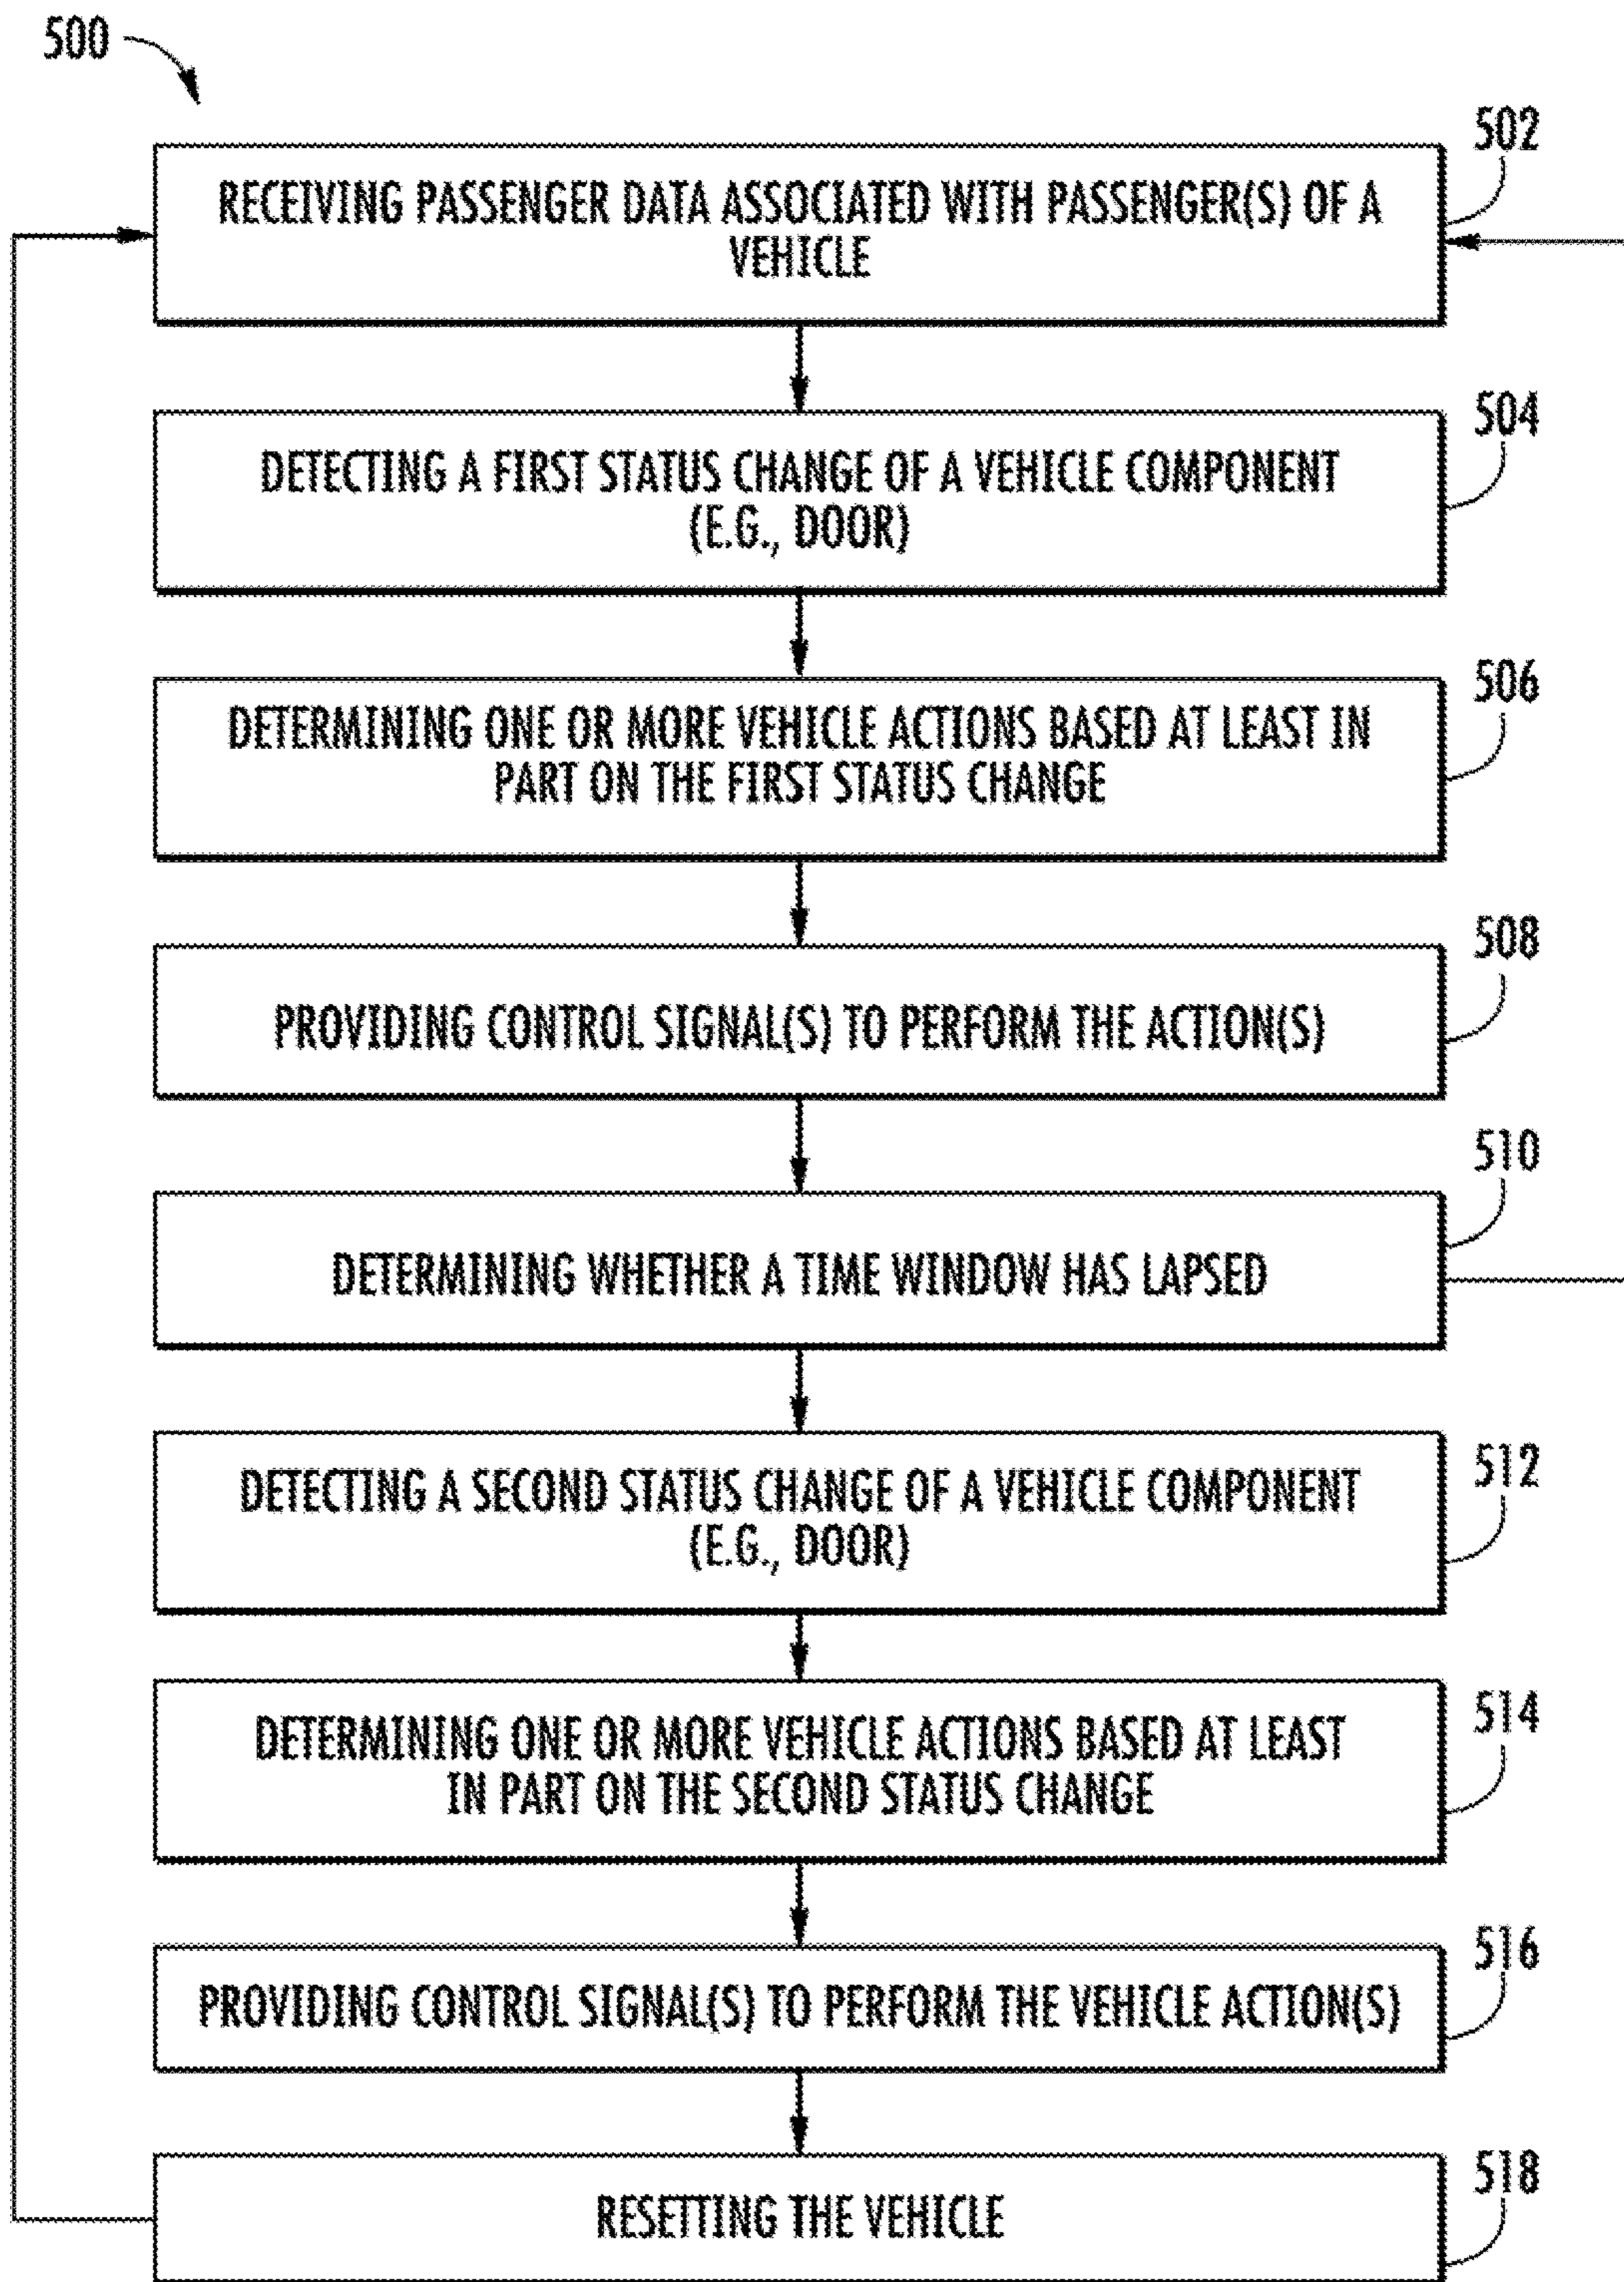 500
502
RECEIVING PASSENGER DATA ASSOCIATED WITH PASSENGER(S) OF A
VEHICLE
504
DETECTING A FIRST STATUS CHANGE OF A VEHICLE COMPONENT
(E.G., DOOR)
506
DETERMINING ONE OR MORE VEHICLE ACTIONS BASED AT LEAST IN
PART ON THE FIRST STATUS CHANGE
508
PROVIDING CONTROL SIGNAL(S) TO PERFORM THE ACTION(S)
510
DETERMINING WHETHER A TIME WINDOW HAS LAPSED
512
DETECTING A SECOND STATUS CHANGE OF A VEHICLE COMPONENT
(E.G., DOOR)
514
DETERMINING ONE OR MORE VEHICLE ACTIONS BASED AT LEAST
IN PART ON THE SECOND STATUS CHANGE
516
PROVIDING CONTROL SIGNAL(S) TO PERFORM THE VEHICLE ACTION(S)
518
RESETTING THE VEHICLE